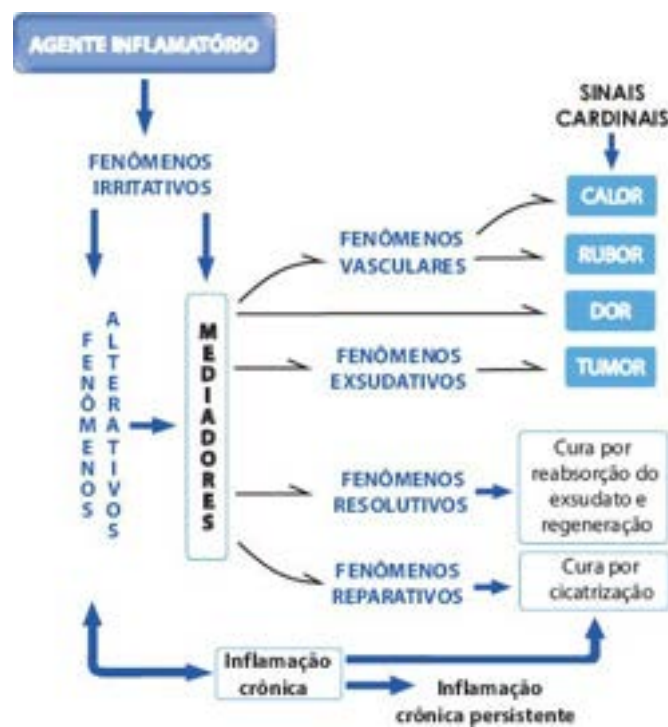 AGENTE INFLAMATÓRIO
SINAIS
CARDINAIS
FENÔMENOS
IRRITATIVOS
CALOR
FENÔMENOS
VASCULARES
RUBOR
DOR
FENÔMENOS
ALTERATIVOS
MEDIADORES
FENÔMENOS
EXSUDATIVOS
TUMOR
FENÔMENOS
RESOLUTIVOS
Cura por
reabsorção do
exsudato e
regeneração
FENÔMENOS
REPARATIVOS
Cura por
cicatrização
Inflamação
crônica
Inflamação
crônica persistente